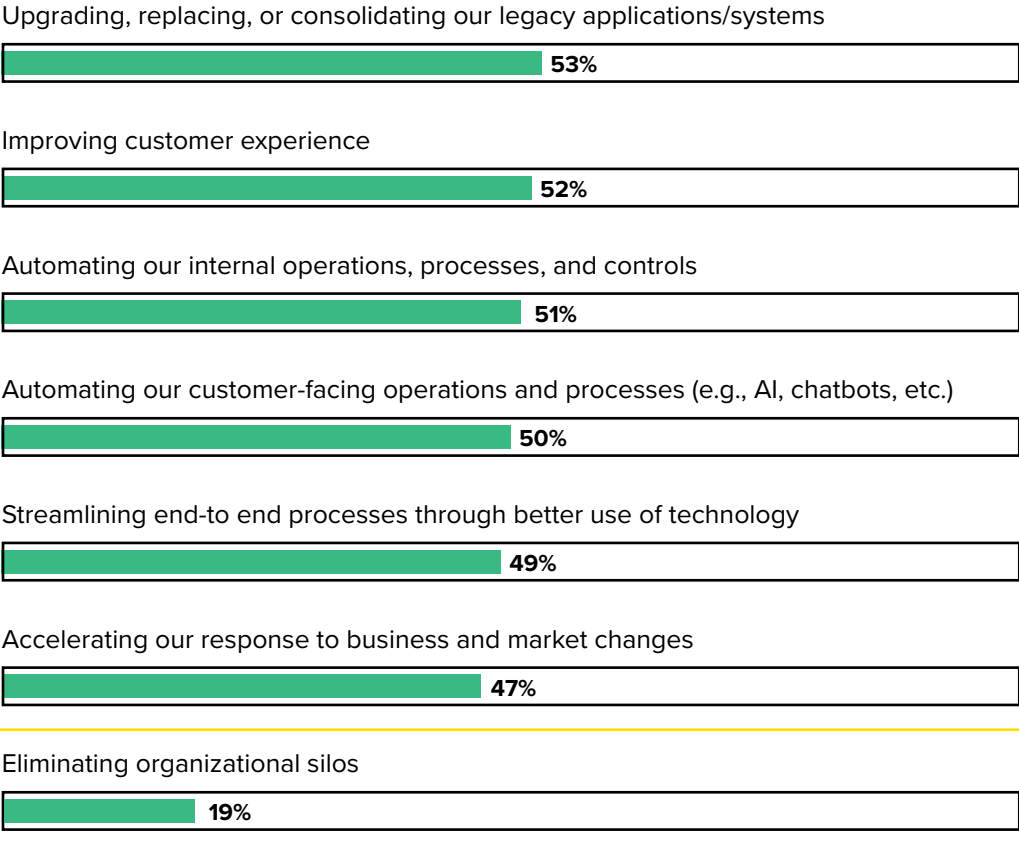 Upgrading, replacing, or consolidating our legacy applications/systems
53%
Improving customer experience
52%
Automating our internal operations, processes, and controls
51%
Automating our customer-facing operations and processes (e.g., AI, chatbots, etc.)
50%
Streamlining end-to end processes through better use of technology
49%
Accelerating our response to business and market changes
47%
Eliminating organizational silos
19%